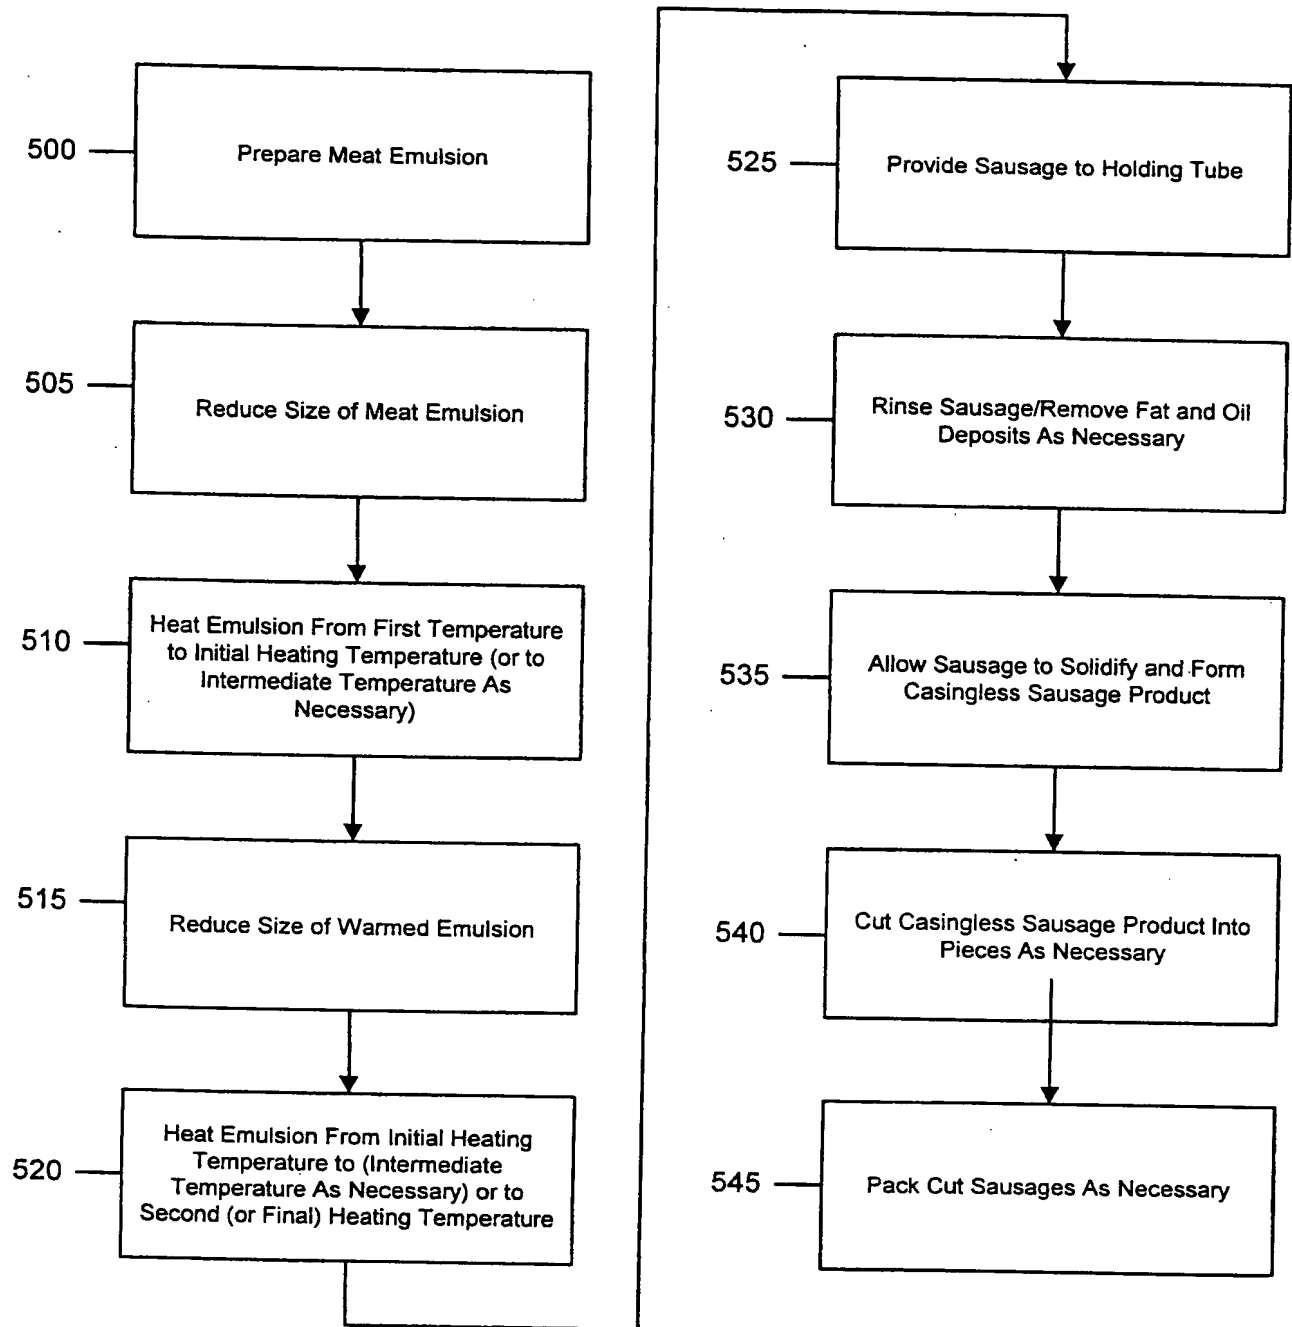 500
Prepare Meat Emulsion
505
Reduce Size of Meat Emulsion
510
Heat Emulsion From First Temperature
to Initial Heating Temperature (or to
Intermediate Temperature As
Necessary)
515
Reduce Size of Warmed Emulsion
520
Heat Emulsion From Initial Heating
Temperature to (Intermediate
Temperature As Necessary) or to
Second (or Final) Heating Temperature
525
Provide Sausage to Holding Tube
530
Rinse Sausage/Remove Fat and Oil
Deposits As Necessary
535
Allow Sausage to Solidify and Form
Casingless Sausage Product
540
Cut Casingless Sausage Product Into
Pieces As Necessary
545
Pack Cut Sausages As Necessary